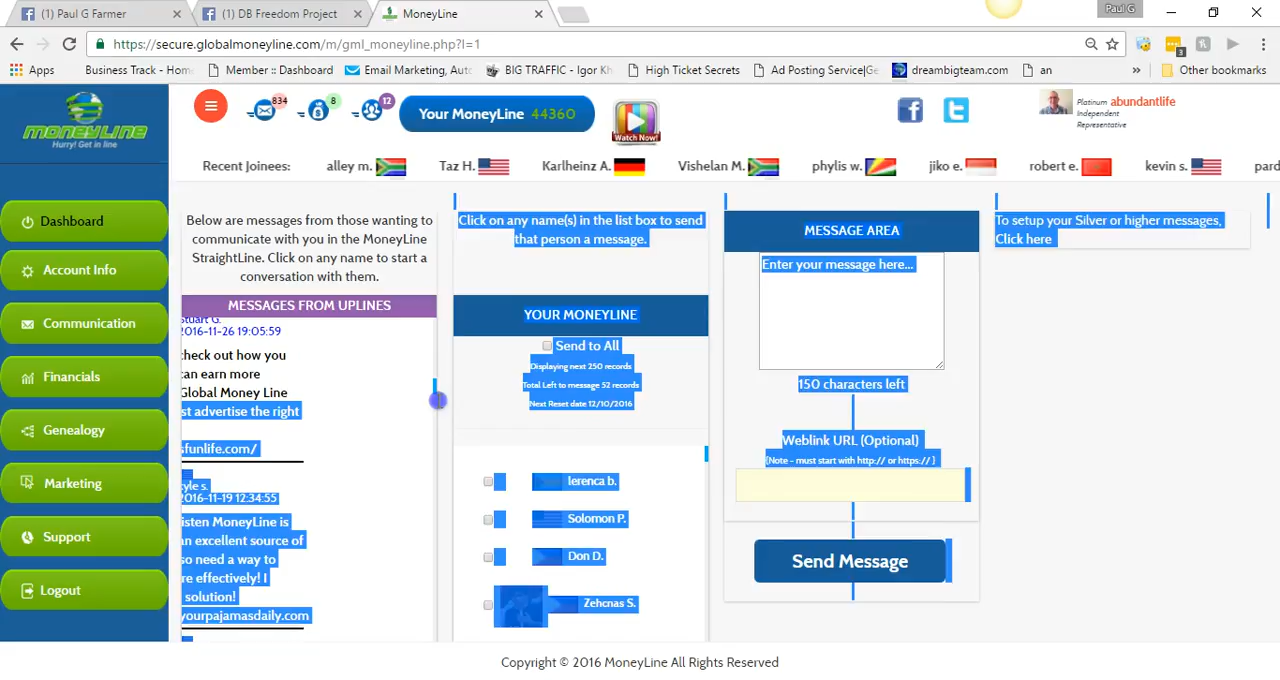 (1) Paul G Farmer
(1) DB Freedom Project
MoneyLine
Paul G
https://secure.globalmoneyline.com/m/gml_moneyline.php?l=1
3
Apps
Business Track - Hom
Member :: Dashboard
Email Marketing, Auto
BIG TRAFFIC - Igor Kh
High Ticket Secrets
Ad Posting Service|Ge
dreambigteam.com
an
»
Other bookmarks
MONEYLINE
Hurry! Get in line
834
8
12
Your MoneyLine 44360
Watch Now!
Platinum abundantlife
Independent
Representative
Recent Joinees:
alley m.
Taz H.
Karlheinz A.
Vishelan M.
phylis w.
jiko e.
robert e.
kevin s.
pard
Dashboard
Account Info
Communication
Financials
Genealogy
Marketing
Support
Logout
Below are messages from those wanting to
communicate with you in the MoneyLine
StraightLine. Click on any name to start a
conversation with them.
MESSAGES FROM UPLINES
Stuart G.
2016-11-26 19:05:59
check out how you
can earn more
Global Money Line
st advertise the right
sfunlife.com/
kyle s.
2016-11-19 12:34:55
isten MoneyLine is
an excellent source of
so need a way to
re effectively! I
solution!
yourpajamasdaily.com
Click on any name(s) in the list box to send
that person a message.
YOUR MONEYLINE
Send to All
Displaying next 250 records
Total Left to message 52 records
Next Reset date 12/10/2016
lerenca b.
Solomon P.
Don D.
Zehcnas S.
MESSAGE AREA
Enter your message here...
150 characters left
Weblink URL (Optional)
{Note - must start with http:// or https:// }
Send Message
To setup your Silver or higher messages,
Click here
Copyright © 2016 MoneyLine All Rights Reserved